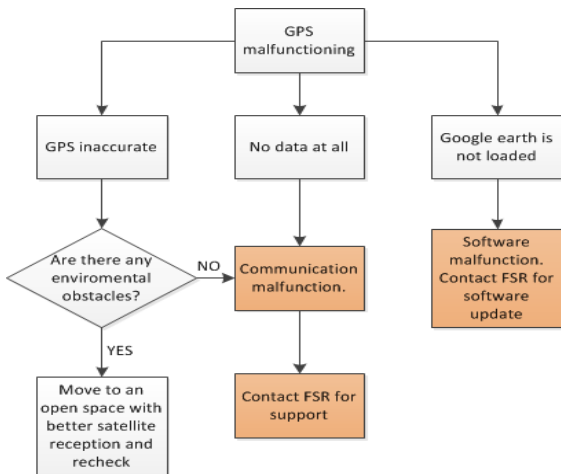 GPS
malfunctioning
GPS inaccurate
No data at all
Google earth is
not loaded
Are there any
enviromental
obstacles?
NO
Communication
malfunction.
Software
malfunction.
Contact FSR for
software
update
YES
Move to an
open space with
better satellite
reception and
recheck
Contact FSR for
support